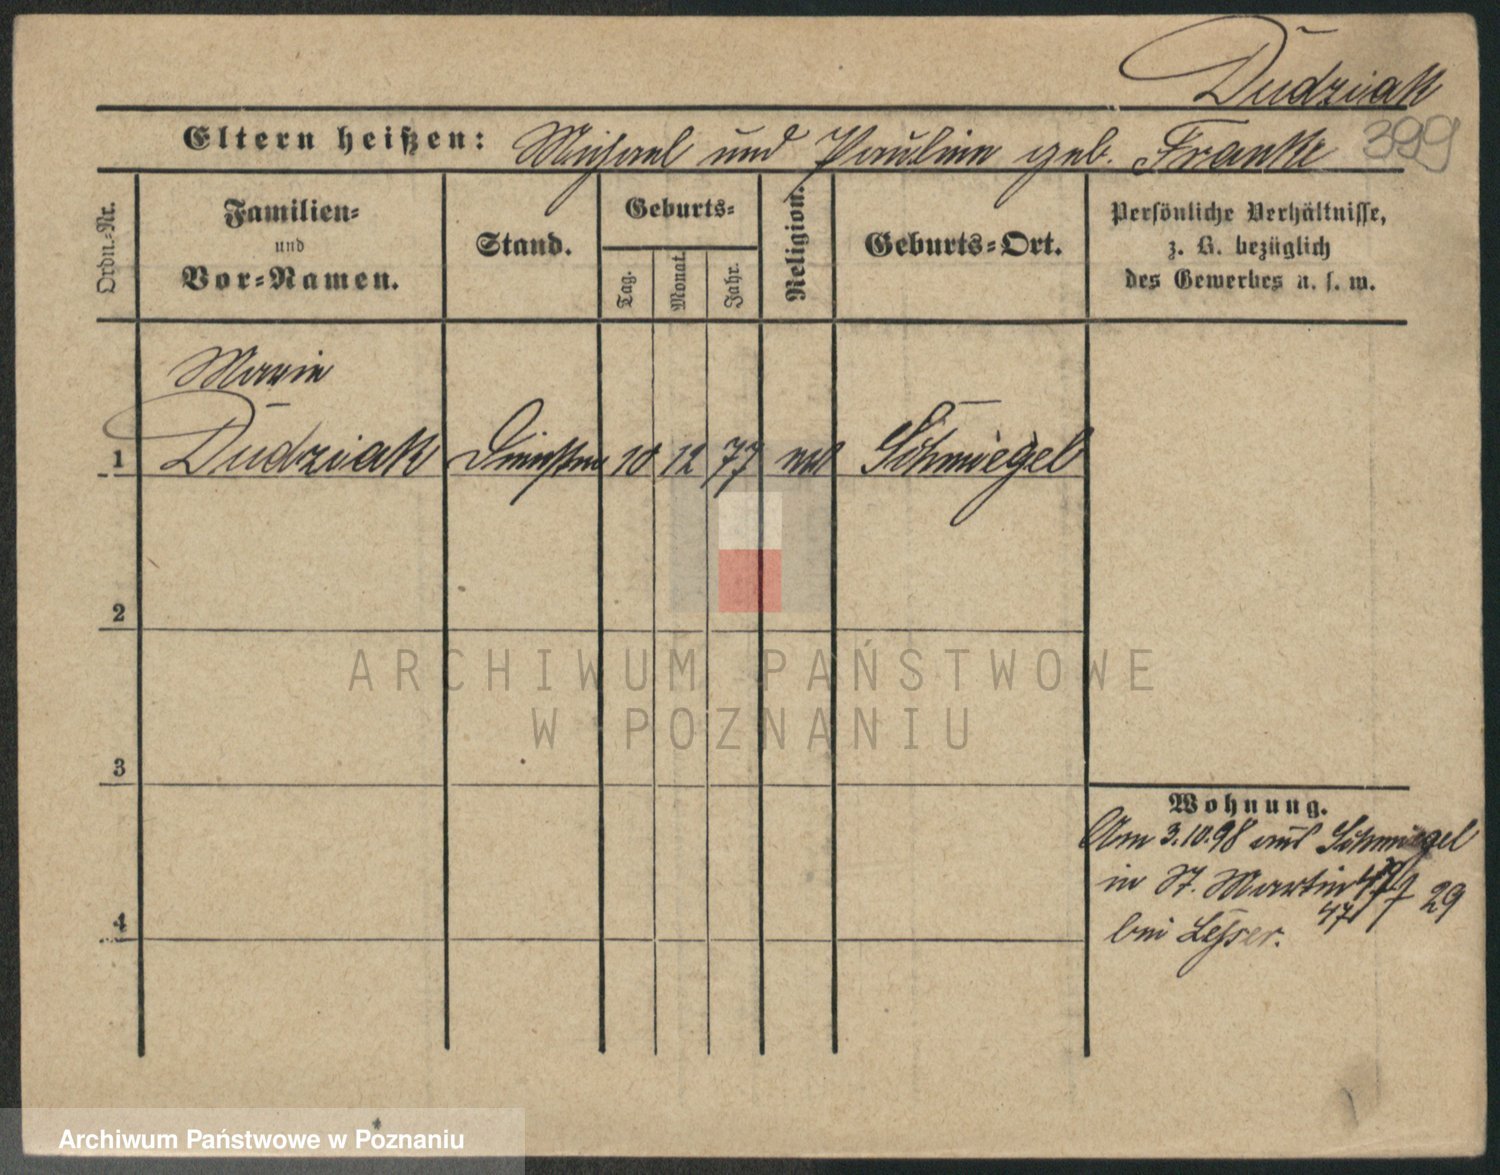 Dudziak
Eltern heißen: Michael und Pauline geb. Franke 399
Ordn.-Nr.
Familien-
und
Vor-Namen.
Stand.
Geburts-
Tag.
Monat.
Jahr.
Religion.
Geburts-Ort.
Persönliche Verhältnisse,
z. B. bezüglich
des Gewerbes u. s. w.
Marie
1 Dudziak 10 12 77 Schmiegel
2
3
4
Wohnung.
Am 3.10.98 aus Schmiegel
in St. Martin 29
47
bei Lesser.
ARCHIWUM PAŃSTWOWE
W POZNANIU
Archiwum Państwowe w Poznaniu